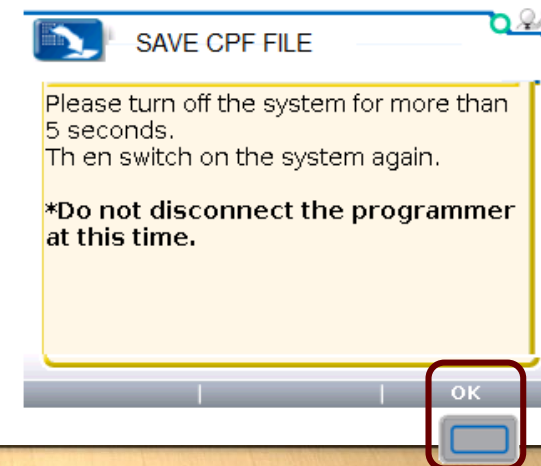 SAVE CPF FILE
Please turn off the system for more than
5 seconds.
Th en switch on the system again.
*Do not disconnect the programmer
at this time.
OK